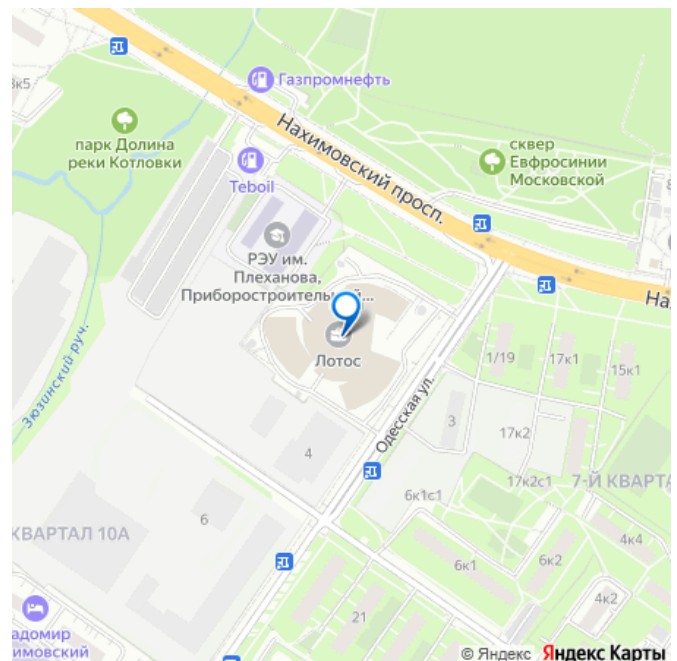 3к5
Газпромнефть
парк Долина
реки Котловки
Нахимовский просп.
сквер
Евфросинии
Московской
Teboil
РЭУ им.
Плеханова,
Приборостроительный...
Лотос
На
Зюзинский руч.
Одесская ул.
1/19
17к1
15к1
3
17к2
4
17к2с1
7-Й КВАРТА
6к1с1
КВАРТАЛ 10А
6
4к4
6к1
6к2
4к2
21
адомир
имовский
© Яндекс Яндекс Карты